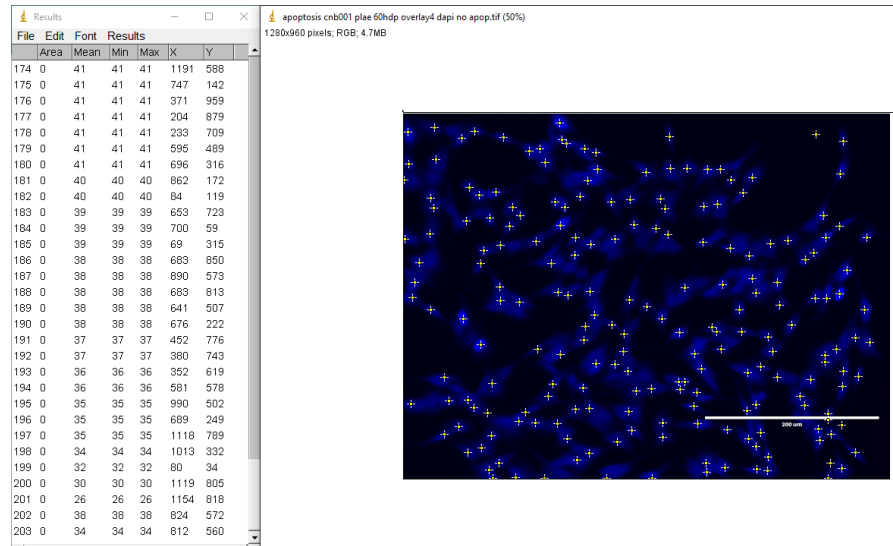 Results
File Edit Font Results
Area Mean Min Max X Y
174 0 41 41 41 1191 588
175 0 41 41 41 747 142
176 0 41 41 41 371 959
177 0 41 41 41 204 879
178 0 41 41 41 233 709
179 0 41 41 41 595 489
180 0 41 41 41 696 316
181 0 40 40 40 862 172
182 0 40 40 40 84 119
183 0 39 39 39 653 723
184 0 39 39 39 700 59
185 0 39 39 39 69 315
186 0 38 38 38 683 850
187 0 38 38 38 890 573
188 0 38 38 38 683 813
189 0 38 38 38 641 507
190 0 38 38 38 676 222
191 0 37 37 37 452 776
192 0 37 37 37 380 743
193 0 36 36 36 352 619
194 0 36 36 36 581 578
195 0 35 35 35 990 502
196 0 35 35 35 689 249
197 0 35 35 35 1118 789
198 0 34 34 34 1013 332
199 0 32 32 32 80 34
200 0 30 30 30 1119 805
201 0 26 26 26 1154 818
202 0 38 38 38 824 572
203 0 34 34 34 812 560
apoptosis cnb001 plae 60hdp overlay4 dapi no apop.tif (50%)
1280x960 pixels; RGB; 4.7MB
200 um